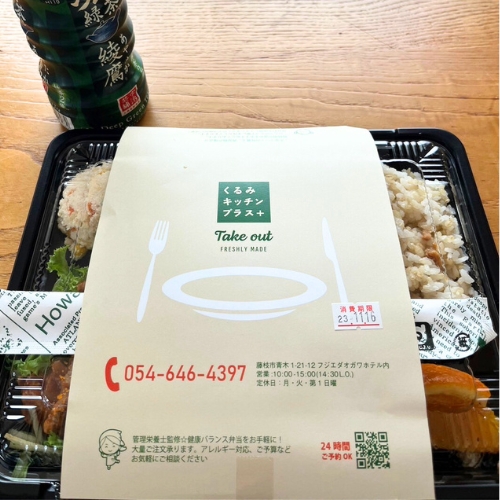 緑茶
綾鷹
くるみ
キッチン
プラス+
Take out
FRESHLY MADE
消費期限
23.11.16
How
054-646-4397
藤枝市青木1-21-12 フジエダオガワホテル内
営業:10:00-15:00(14:30L.O.)
定休日:月・火・第1日曜
管理栄養士監修☆健康バランス弁当をお手軽に!
大量ご注文承ります。アレルギー対応、ご予算など
お気軽にご相談ください
24時間
ご予約OK